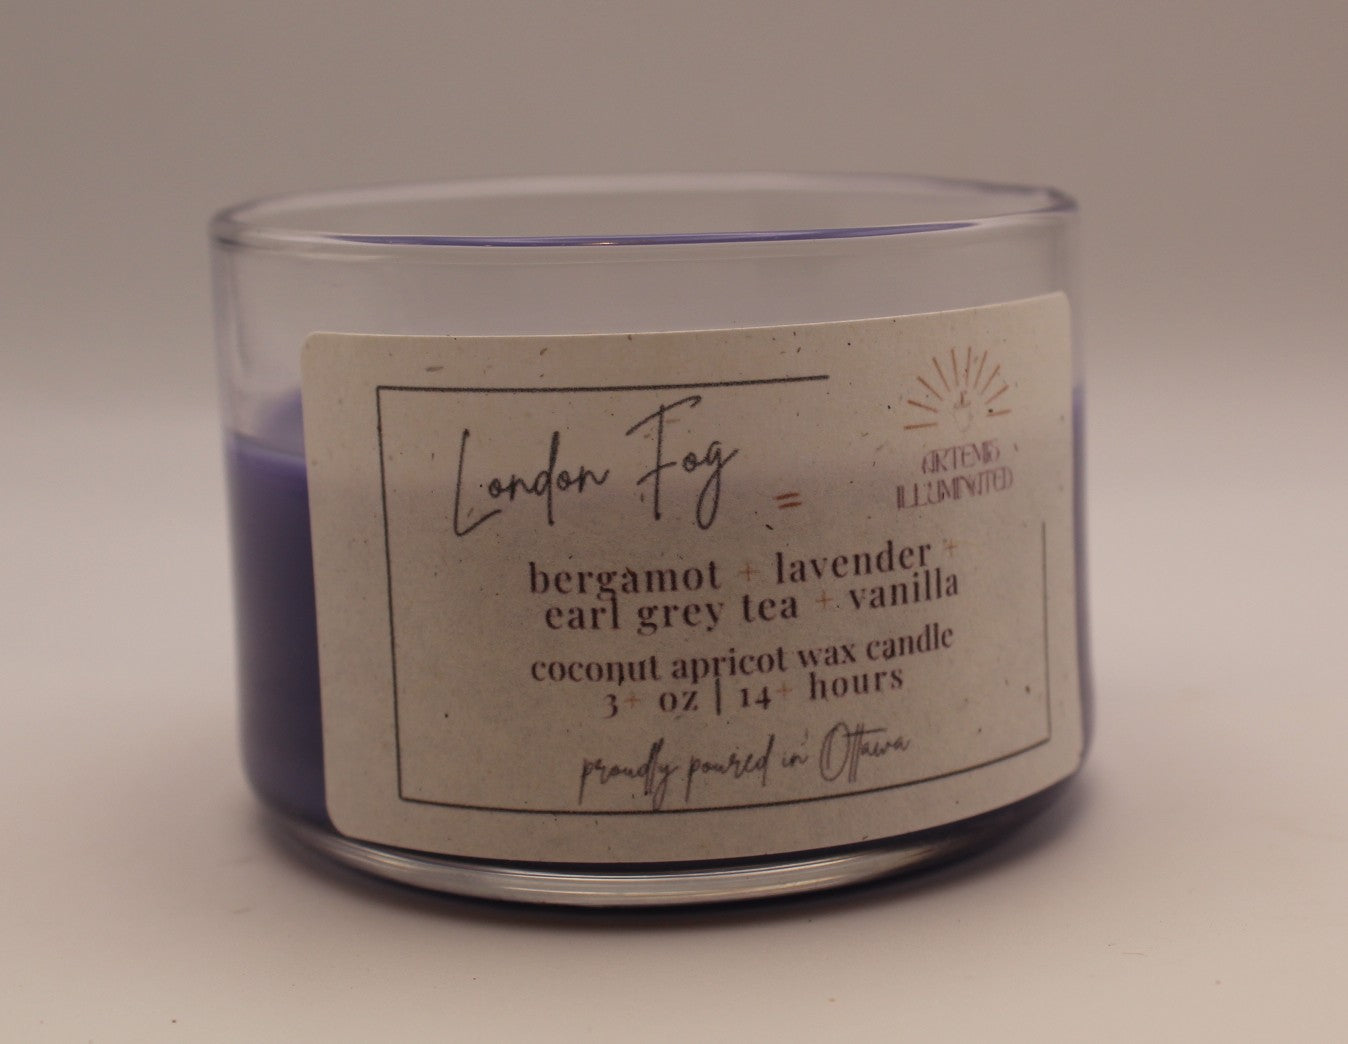 London Fog =
ARTEMIS
ILLUMINATED
bergamot + lavender +
earl grey tea + vanilla
coconut apricot wax candle
3+ oz | 14+ hours
proudly poured in Ottawa